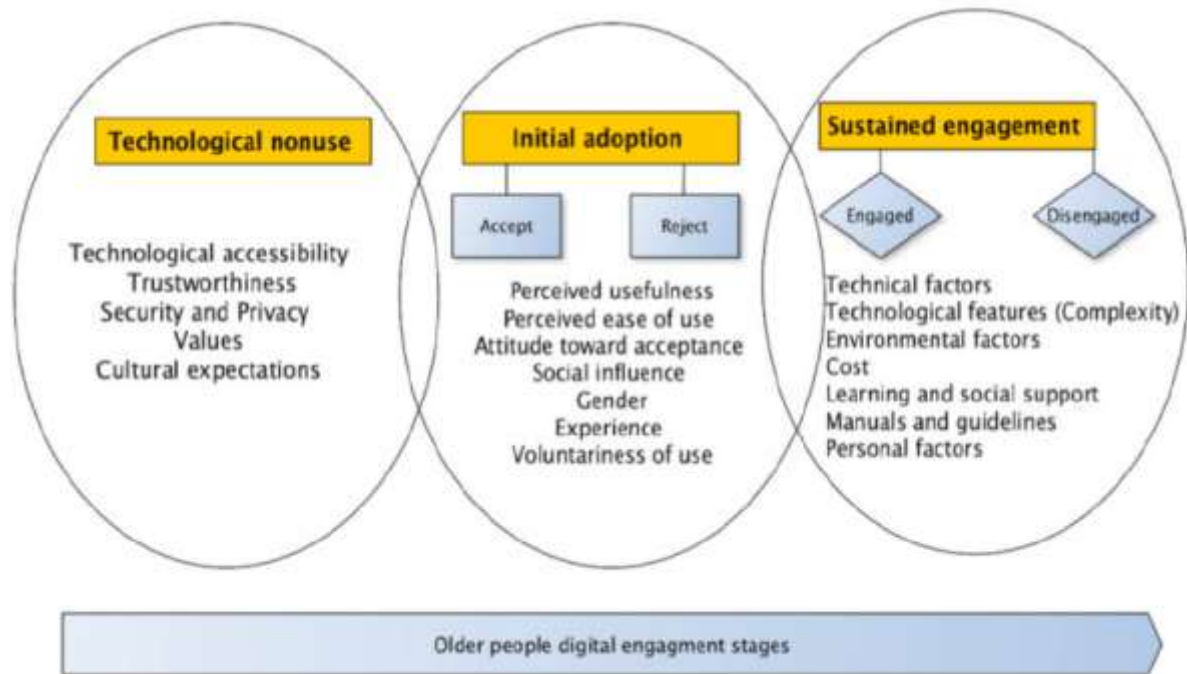 Technological nonuse
Technological accessibility
Trustworthiness
Security and Privacy
Values
Cultural expectations
Initial adoption
Accept
Reject
Perceived usefulness
Perceived ease of use
Attitude toward acceptance
Social influence
Gender
Experience
Voluntariness of use
Sustained engagement
Engaged
Disengaged
Technical factors
Technological features (Complexity)
Environmental factors
Cost
Learning and social support
Manuals and guidelines
Personal factors
Older people digital engagment stages